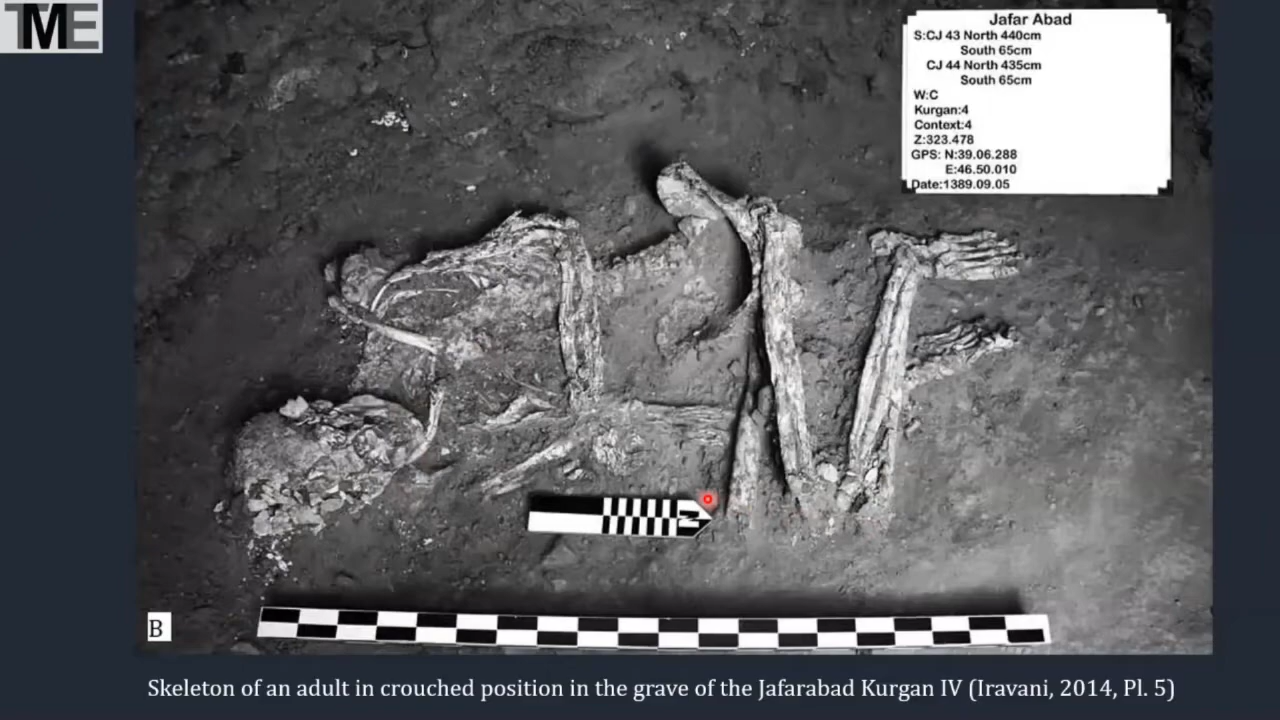 TME
Jafar Abad
S:CJ 43 North 440cm
South 65cm
CJ 44 North 435cm
South 65cm
W:C
Kurgan:4
Context:4
Z:323.478
GPS: N:39.06.288
E:46.50.010
Date:1389.09.05
N
B
Skeleton of an adult in crouched position in the grave of the Jafarabad Kurgan IV (Iravani, 2014, Pl. 5)